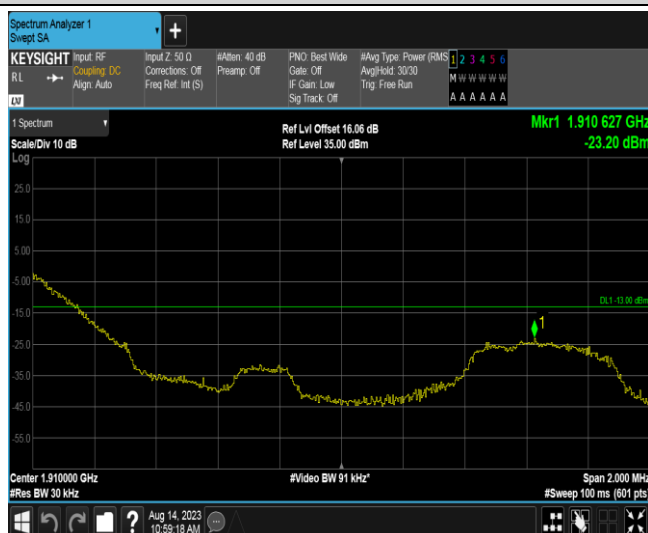 Spectrum Analyzer 1
Swept SA
+
KEYSIGHT
RL
LXI
Input: RF
Coupling: DC
Align: Auto
Input Z: 50 Ω
Corrections: Off
Freq Ref: Int (S)
#Atten: 40 dB
Preamp: Off
PNO: Best Wide
Gate: Off
IF Gain: Low
Sig Track: Off
#Avg Type: Power (RMS
Avg|Hold: 30/30
Trig: Free Run
1 2 3 4 5 6
M W W W W W
A A A A A A
1 Spectrum
Scale/Div 10 dB
Log
Ref Lvl Offset 16.06 dB
Ref Level 35.00 dBm
Mkr1 1.910 627 GHz
-23.20 dBm
25.0
15.0
5.00
-5.00
-15.0
-25.0
-35.0
-45.0
-55.0
DL1 -13.00 dBm
1
Center 1.910000 GHz
#Res BW 30 kHz
#Video BW 91 kHz*
Span 2.000 MHz
#Sweep 100 ms (601 pts)
?
Aug 14, 2023
10:59:18 AM